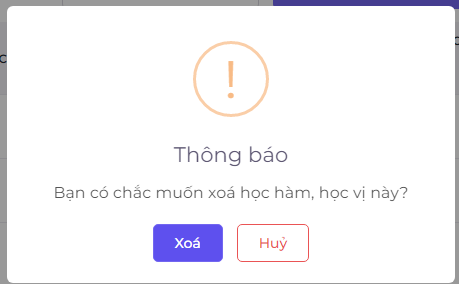 Thông báo
Bạn có chắc muốn xoá học hàm, học vị này?
Xoá
Huỷ